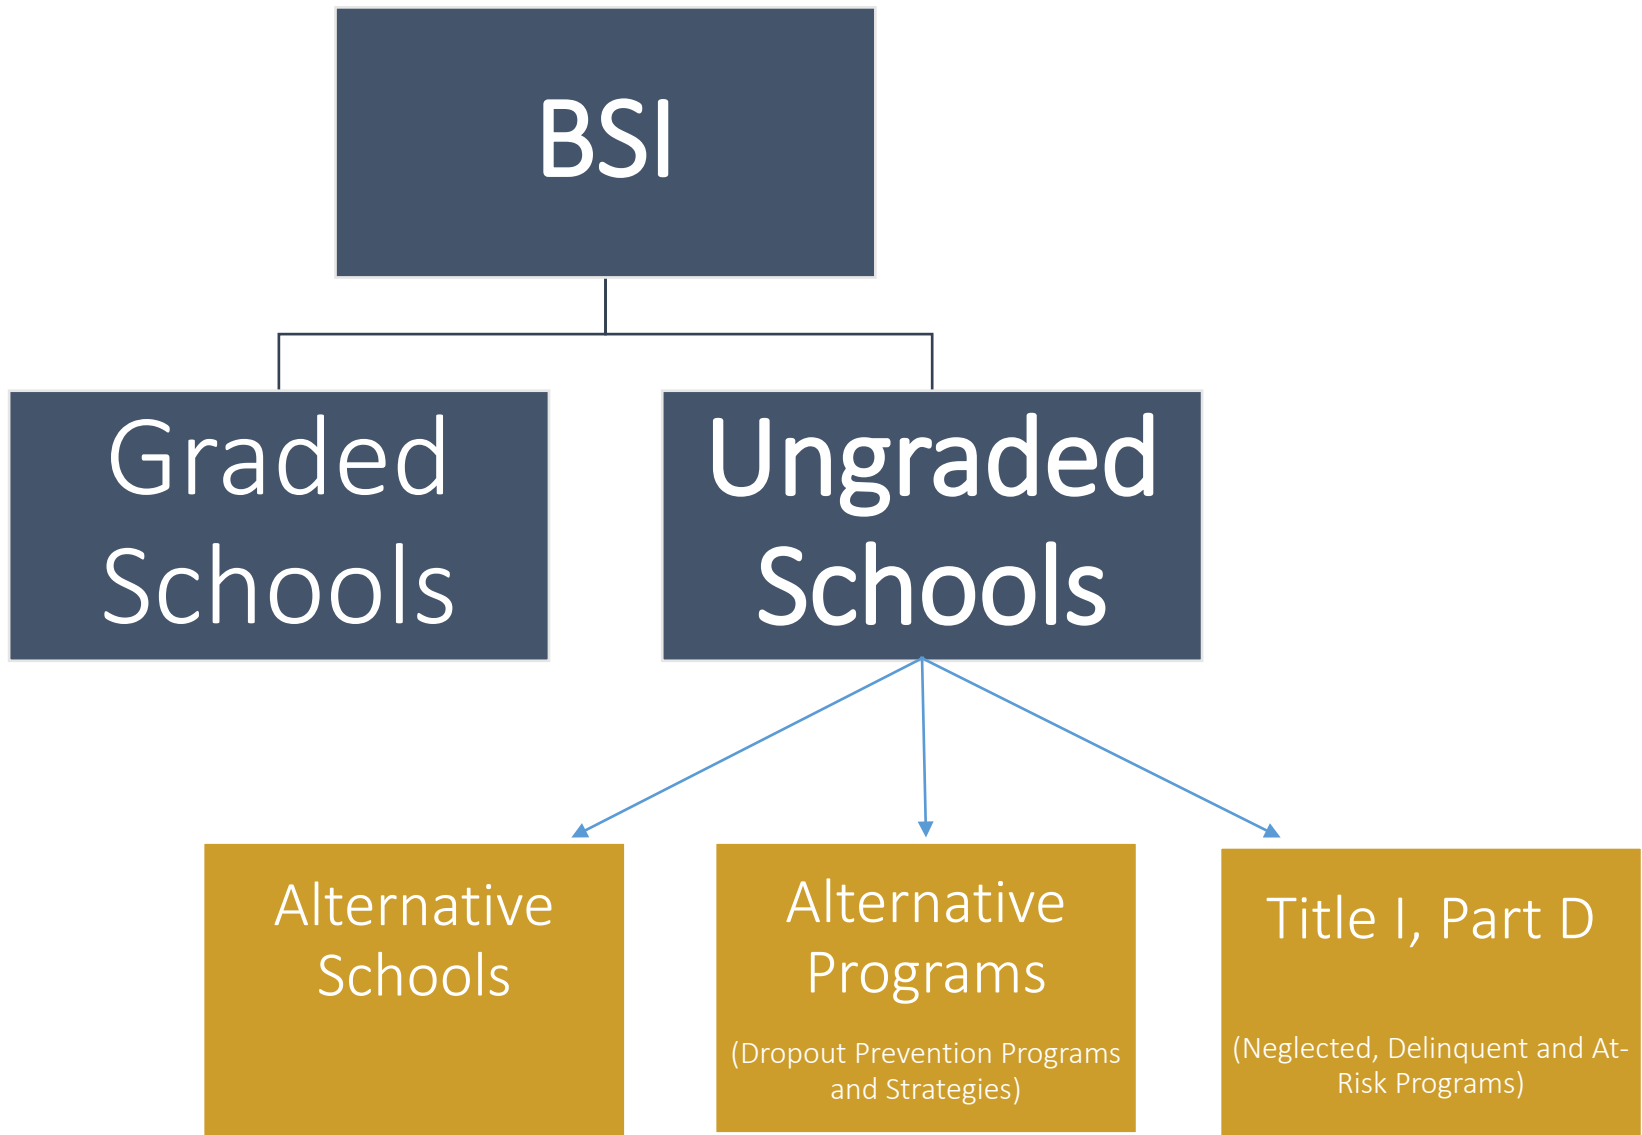 BSI
Graded
Schools
Ungraded
Schools
Alternative
Schools
Alternative
Programs
(Dropout Prevention Programs
and Strategies)
Title I, Part D
(Neglected, Delinquent and At-
Risk Programs)